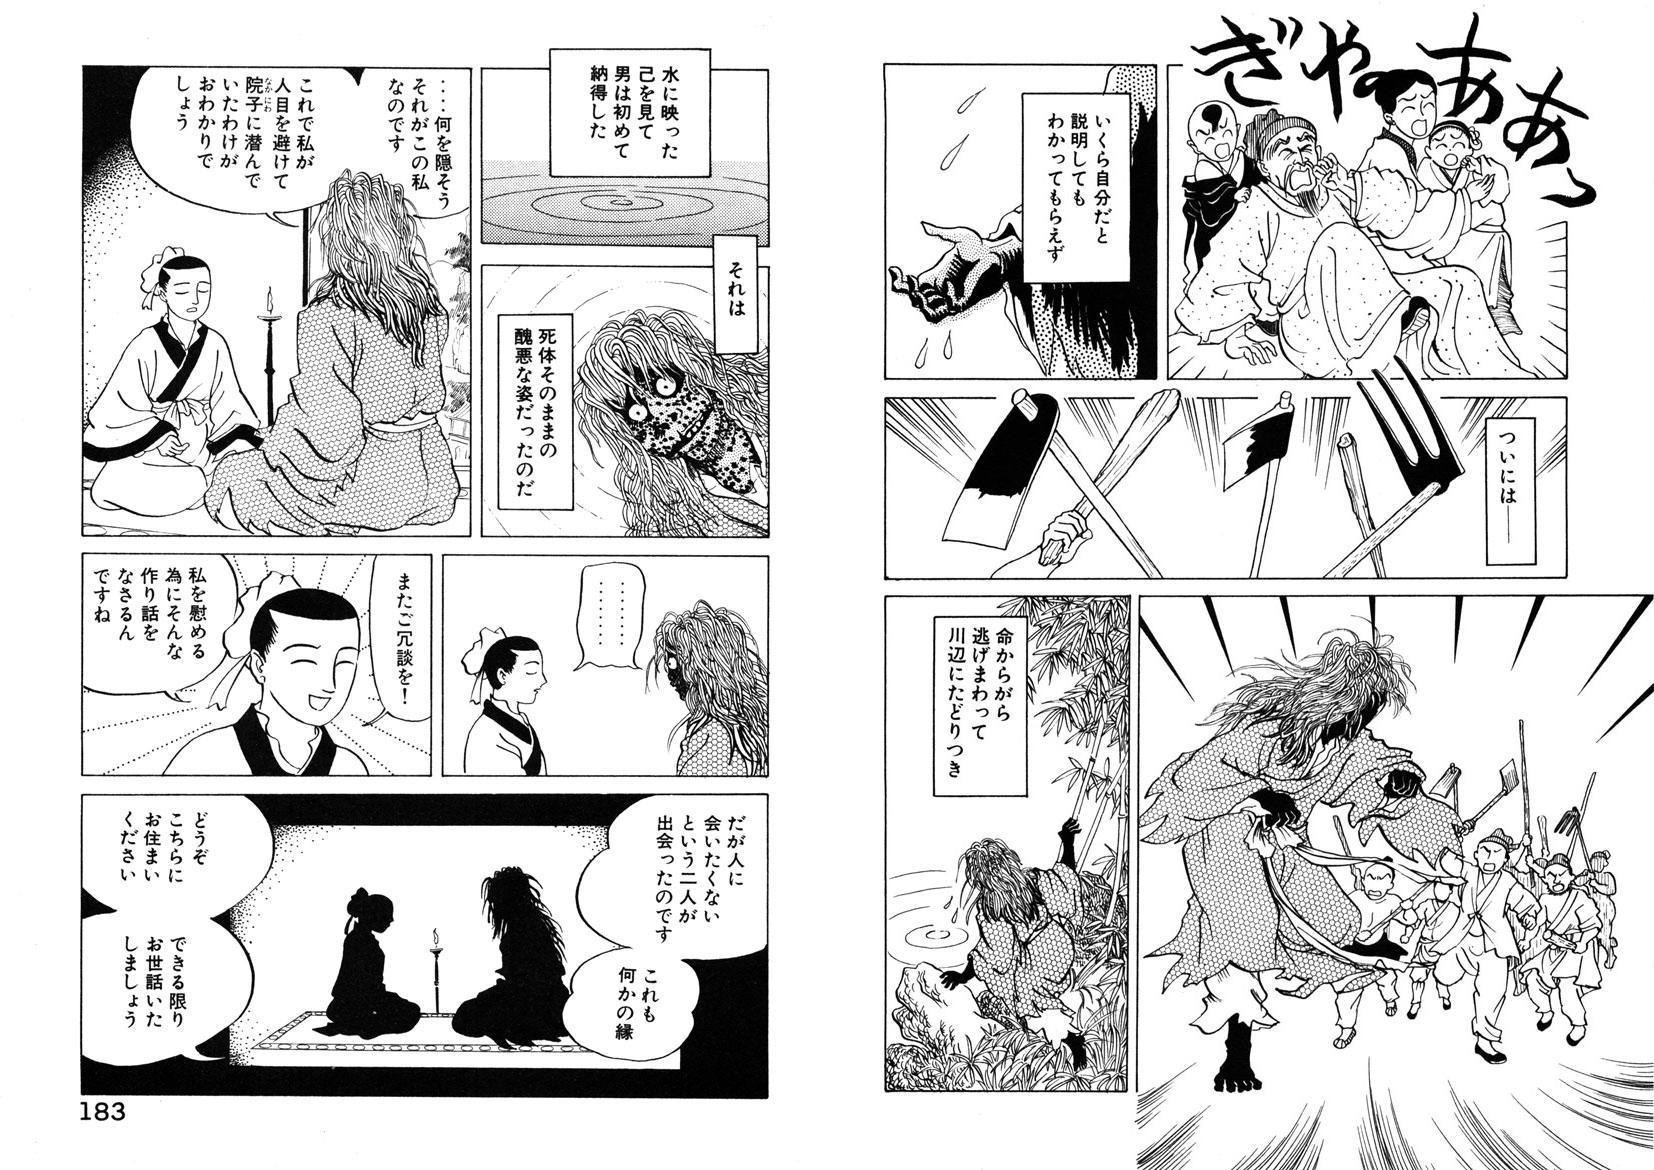 ぎゃあああっ
いくら自分だと
説明しても
わかってもらえず
ついには――
命からがら
逃げまわって
川辺にたどりつき
水に映った
己を見て
男は初めて
納得した
それは
死体そのままの
醜悪な姿だったのだ
‥‥何を隠そう
それがこの私
なのです
これで私が
人目を避けて
院子に潜んで
なかにわ
いたわけが
おわかりで
しょう
‥‥‥‥
‥‥‥‥
またご冗談を！
私を慰める
為にそんな
作り話を
なさるん
ですね
だが人に
会いたくない
という二人が
出会ったのです
これも
何かの縁
どうぞ
こちらに
お住まい
ください
できる限り
お世話いた
しましょう
183